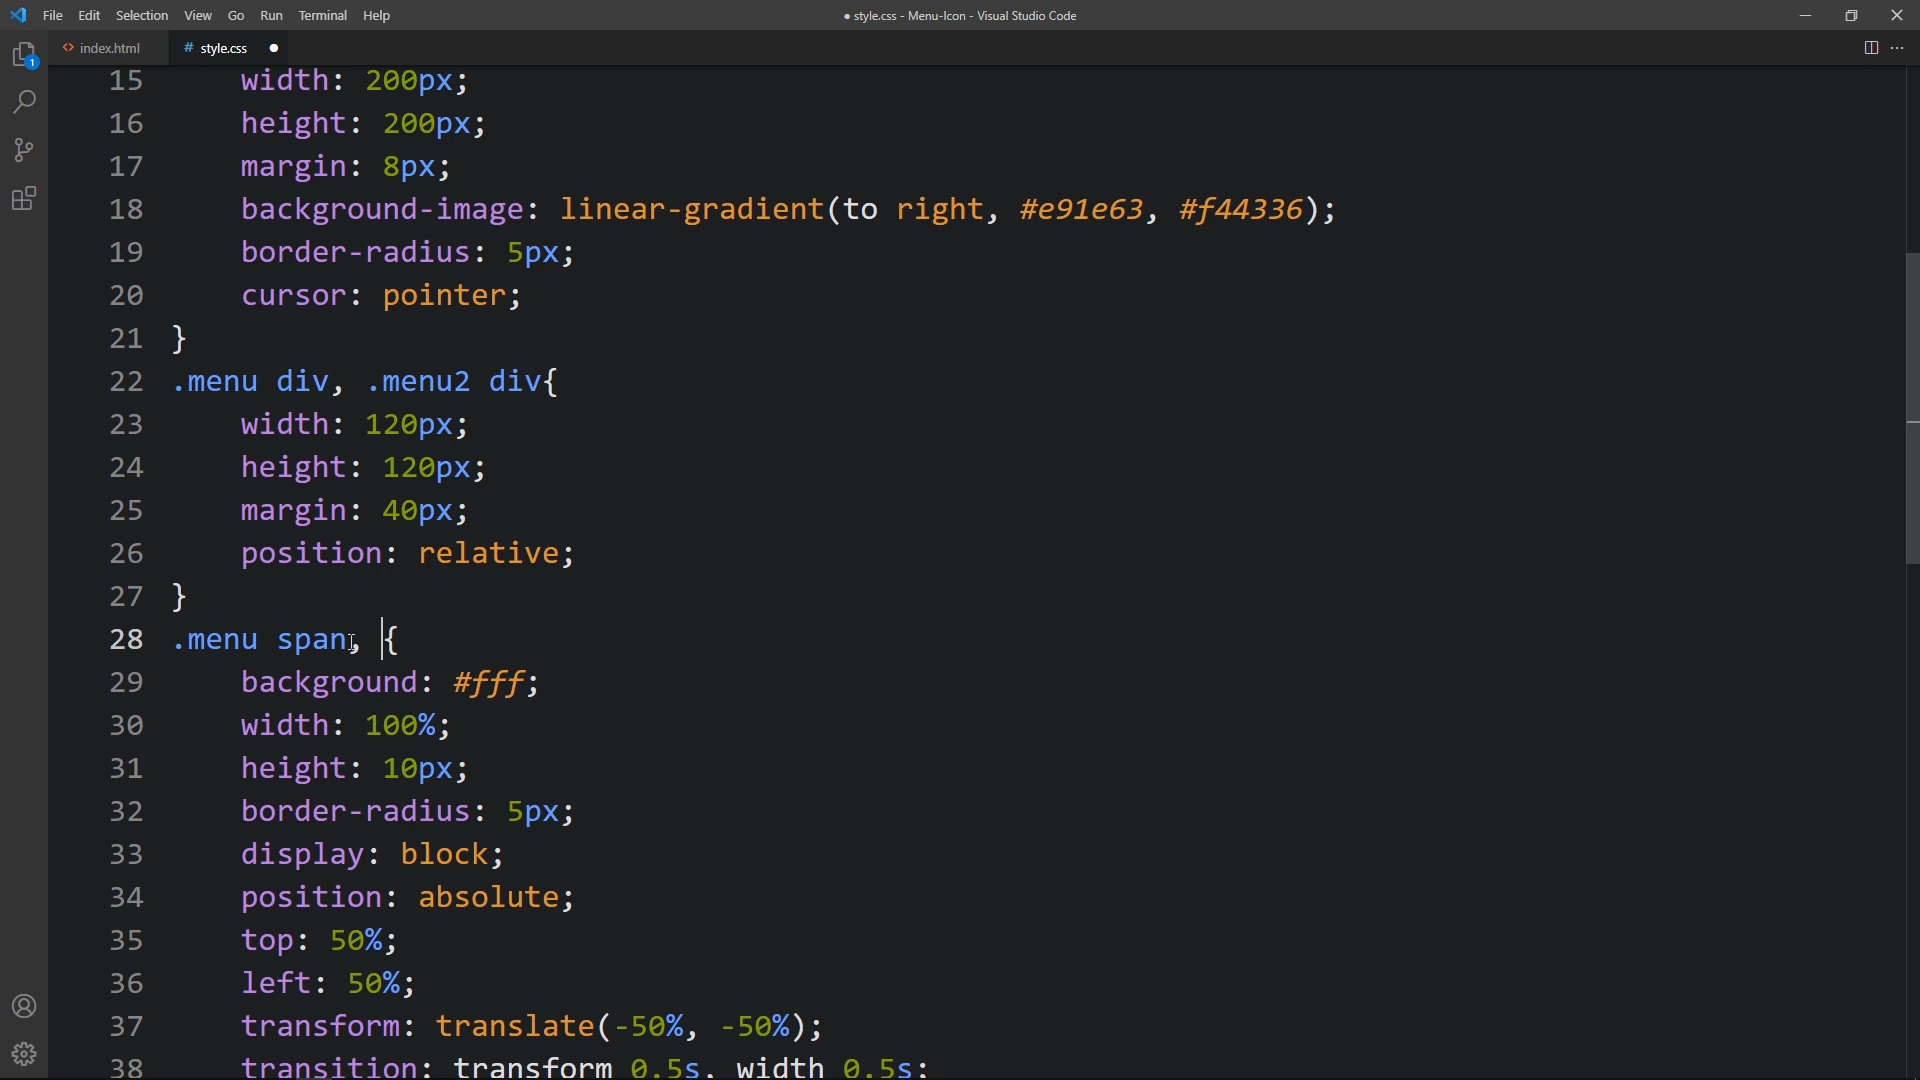 File Edit Selection View Go Run Terminal Help
● style.css - Menu-Icon - Visual Studio Code
<> index.html
# style.css ●
1
15 width: 200px;
16 height: 200px;
17 margin: 8px;
18 background-image: linear-gradient(to right, #e91e63, #f44336);
19 border-radius: 5px;
20 cursor: pointer;
21 }
22 .menu div, .menu2 div{
23 width: 120px;
24 height: 120px;
25 margin: 40px;
26 position: relative;
27 }
28 .menu span, {
29 background: #fff;
30 width: 100%;
31 height: 10px;
32 border-radius: 5px;
33 display: block;
34 position: absolute;
35 top: 50%;
36 left: 50%;
37 transform: translate(-50%, -50%);
38 transition: transform 0.5s, width 0.5s;